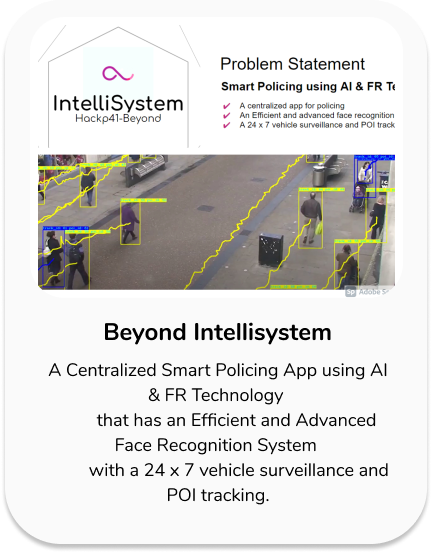 Problem Statement
IntelliSystem
Hackp41-Beyond
Smart Policing using AI & FR Te
A centralized app for policing
An Efficient and advanced face recognition
A 24 x 7 vehicle surveillance and POI track
Beyond Intellisystem
A Centralized Smart Policing App using AI
& FR Technology
that has an Efficient and Advanced
Face Recognition System
with a 24 x 7 vehicle surveillance and
POI tracking.